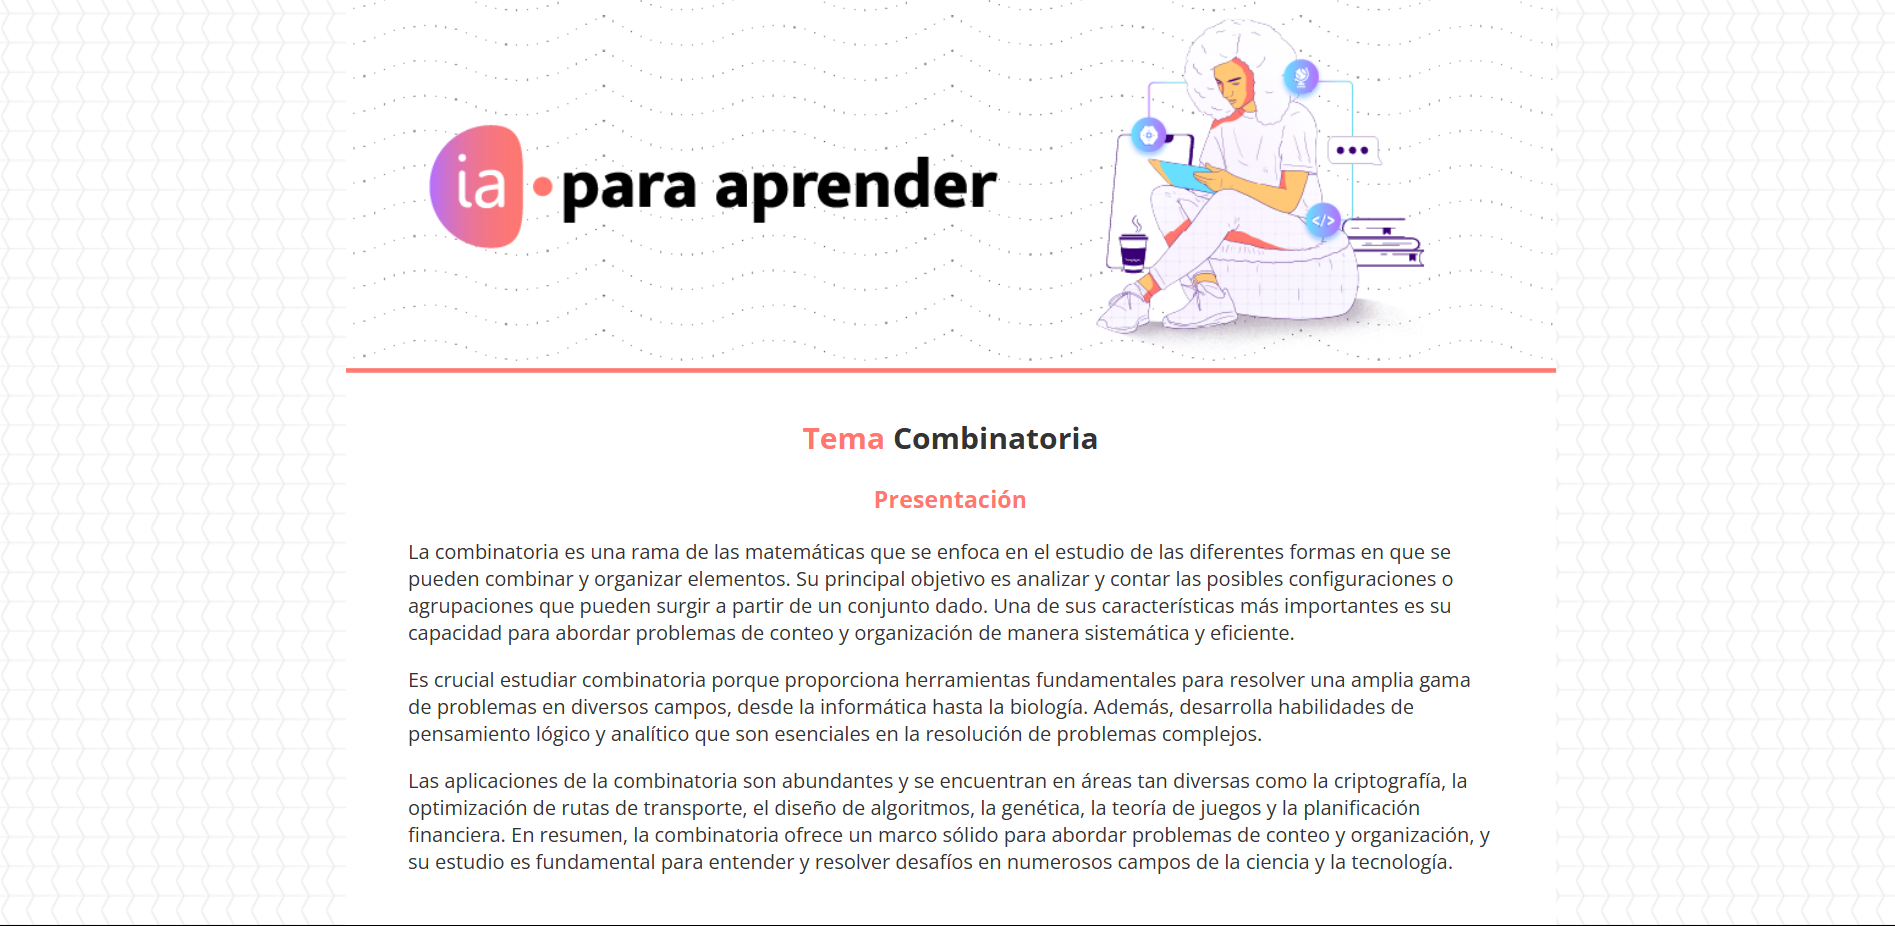 ia
para aprender
</>
Tema Combinatoria
Presentación
La combinatoria es una rama de las matemáticas que se enfoca en el estudio de las diferentes formas en que se
pueden combinar y organizar elementos. Su principal objetivo es analizar y contar las posibles configuraciones o
agrupaciones que pueden surgir a partir de un conjunto dado. Una de sus características más importantes es su
capacidad para abordar problemas de conteo y organización de manera sistemática y eficiente.
Es crucial estudiar combinatoria porque proporciona herramientas fundamentales para resolver una amplia gama
de problemas en diversos campos, desde la informática hasta la biología. Además, desarrolla habilidades de
pensamiento lógico y analítico que son esenciales en la resolución de problemas complejos.
Las aplicaciones de la combinatoria son abundantes y se encuentran en áreas tan diversas como la criptografía, la
optimización de rutas de transporte, el diseño de algoritmos, la genética, la teoría de juegos y la planificación
financiera. En resumen, la combinatoria ofrece un marco sólido para abordar problemas de conteo y organización, y
su estudio es fundamental para entender y resolver desafíos en numerosos campos de la ciencia y la tecnología.